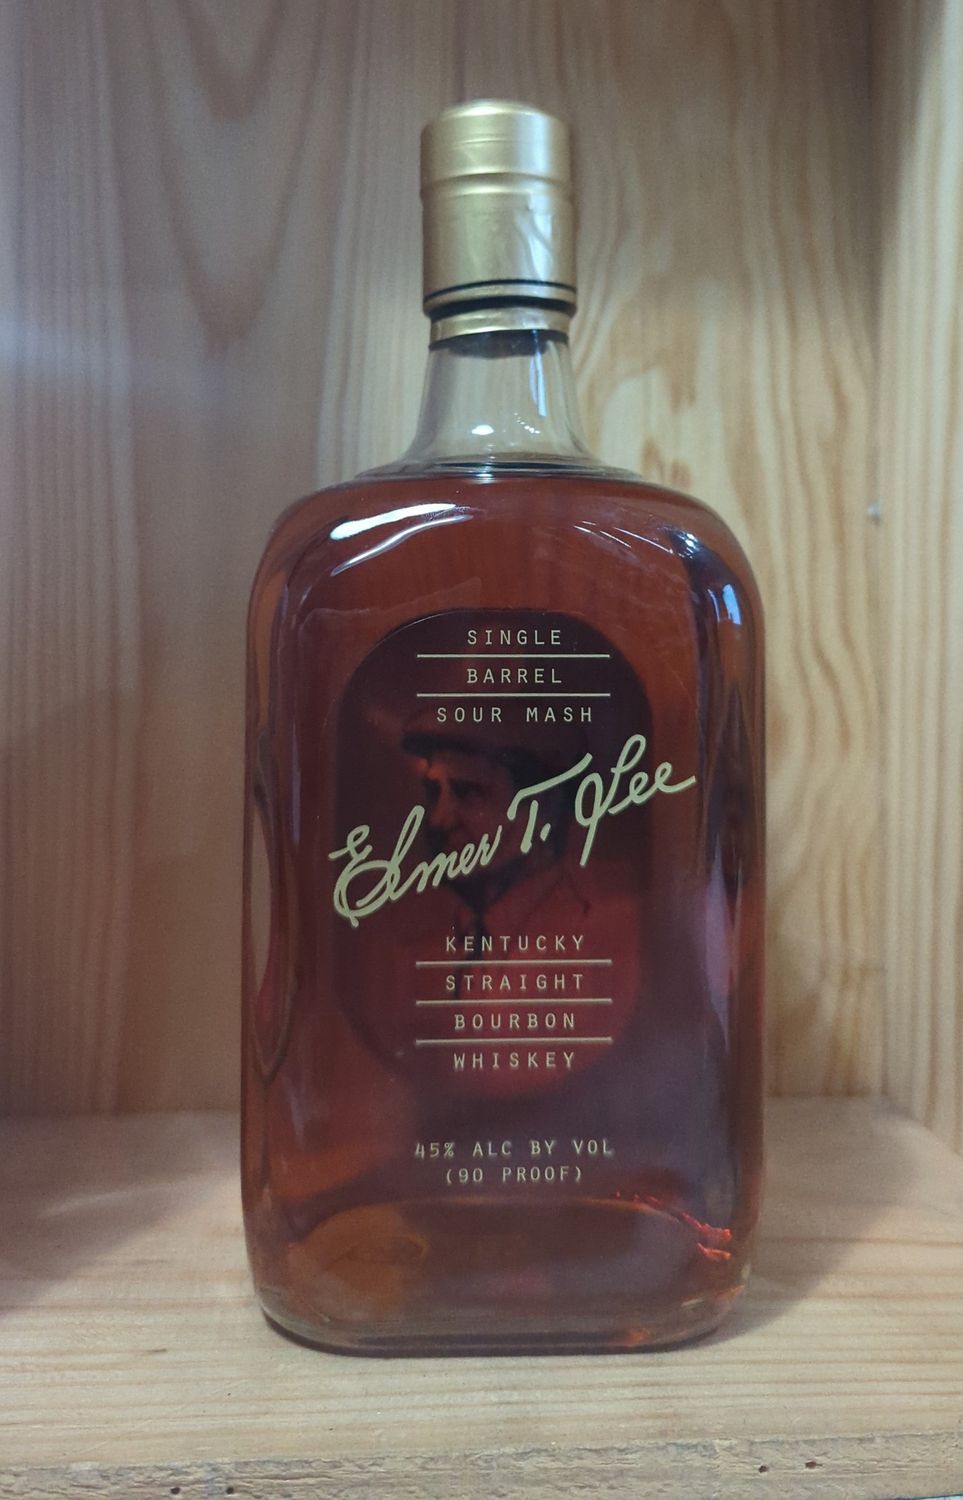 SINGLE
BARREL
SOUR MASH
Elmer T. Lee
KENTUCKY
STRAIGHT
BOURBON
WHISKEY
45% ALC BY VOL
(90 PROOF)